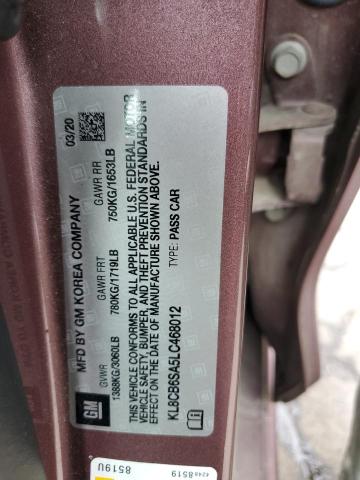 MFD BY GM KOREA COMPANY 03/20
GVWR GAWR FRT GAWR RR
1388KG/3060LB 780KG/1719LB 750KG/1653LB
THIS VEHICLE CONFORMS TO ALL APPLICABLE U.S. FEDERAL MOTOR
VEHICLE SAFETY, BUMPER, AND THEFT PREVENTION STANDARDS IN
EFFECT ON THE DATE OF MANUFACTURE SHOWN ABOVE.
KL8CB6SA5LC468012 TYPE: PASS CAR
GM
42488519
8519U